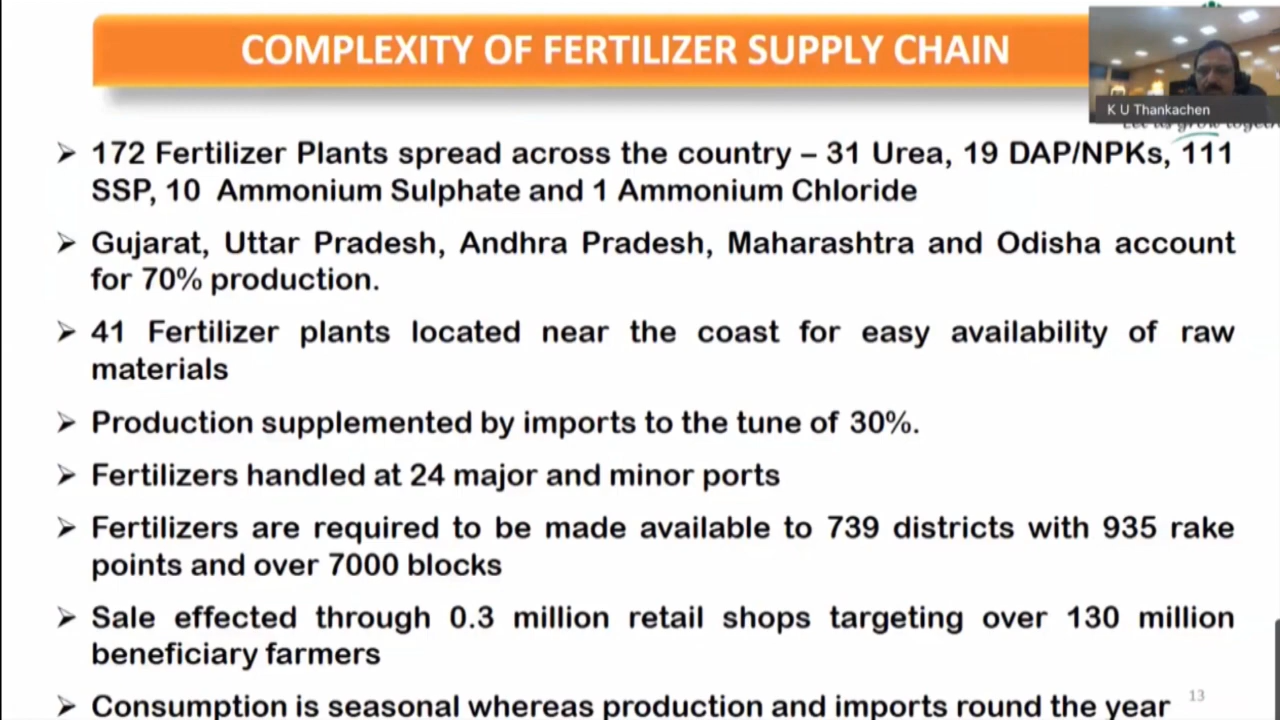 COMPLEXITY OF FERTILIZER SUPPLY CHAIN
K U Thankachen
Let us grow together
➢ 172 Fertilizer Plants spread across the country – 31 Urea, 19 DAP/NPKs, 111
SSP, 10 Ammonium Sulphate and 1 Ammonium Chloride
➢ Gujarat, Uttar Pradesh, Andhra Pradesh, Maharashtra and Odisha account
for 70% production.
➢ 41 Fertilizer plants located near the coast for easy availability of raw
materials
➢ Production supplemented by imports to the tune of 30%.
➢ Fertilizers handled at 24 major and minor ports
➢ Fertilizers are required to be made available to 739 districts with 935 rake
points and over 7000 blocks
➢ Sale effected through 0.3 million retail shops targeting over 130 million
beneficiary farmers
➢ Consumption is seasonal whereas production and imports round the year
13